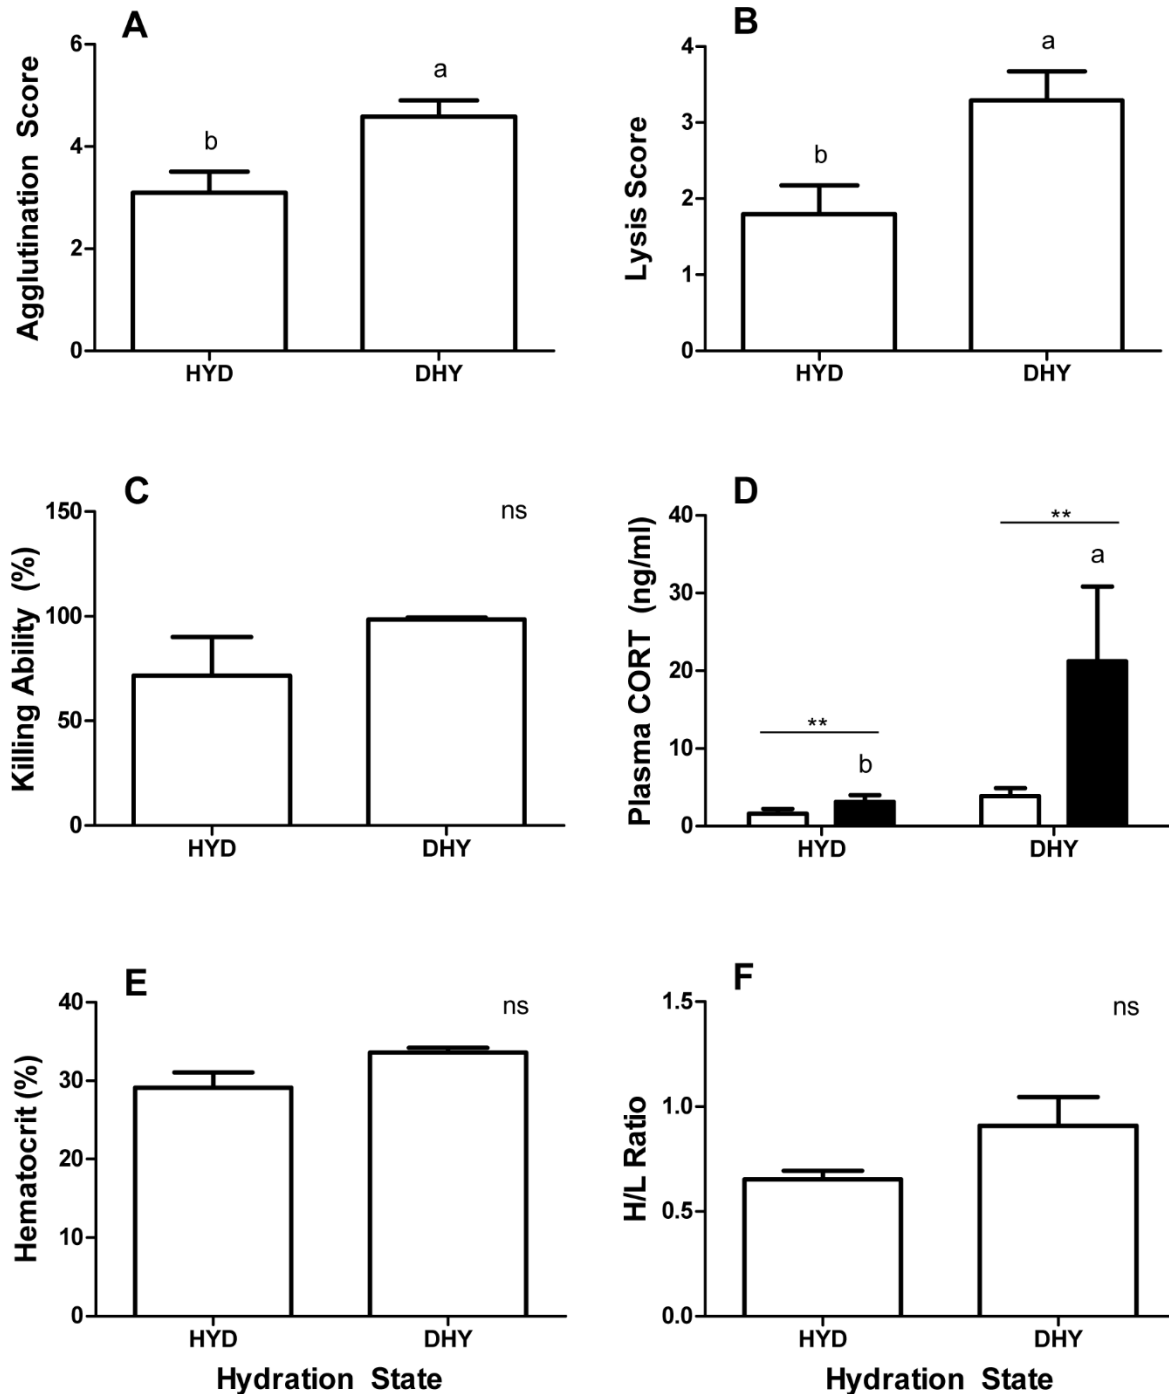 A
Agglutination Score
6
4
2
0
b
a
HYD
DHY
B
Lysis Score
4
3
2
1
0
b
a
HYD
DHY
C
Killing Ability (%)
150
100
50
0
ns
HYD
DHY
D
Plasma CORT (ng/ml)
40
30
20
10
0
**
b
**
a
HYD
DHY
E
Hematocrit (%)
40
30
20
10
0
ns
HYD
DHY
Hydration State
F
H/L Ratio
1.5
1.0
0.5
0.0
ns
HYD
DHY
Hydration State